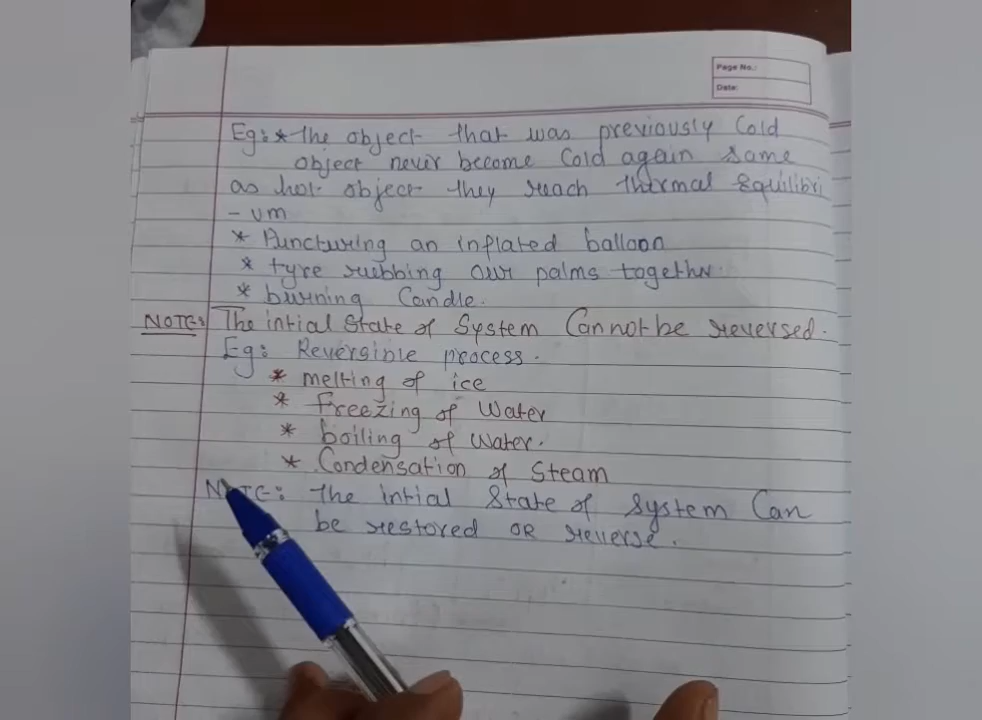 Page No.:
Date:
Eg:* The object that was previously Cold
object never become Cold again same
as hot object they reach thermal Equilibri
- um
* Puncturing an inflated balloon
* tyre rubbing our palms together.
* burning Candle.
NOTE: The intial State of System Cannot be reversed.
Eg: Reversible process.
* melting of ice
* freezing of Water
* boiling of Water.
* Condensation of Steam
NOTE: The intial State of System Can
be restored OR reverse.